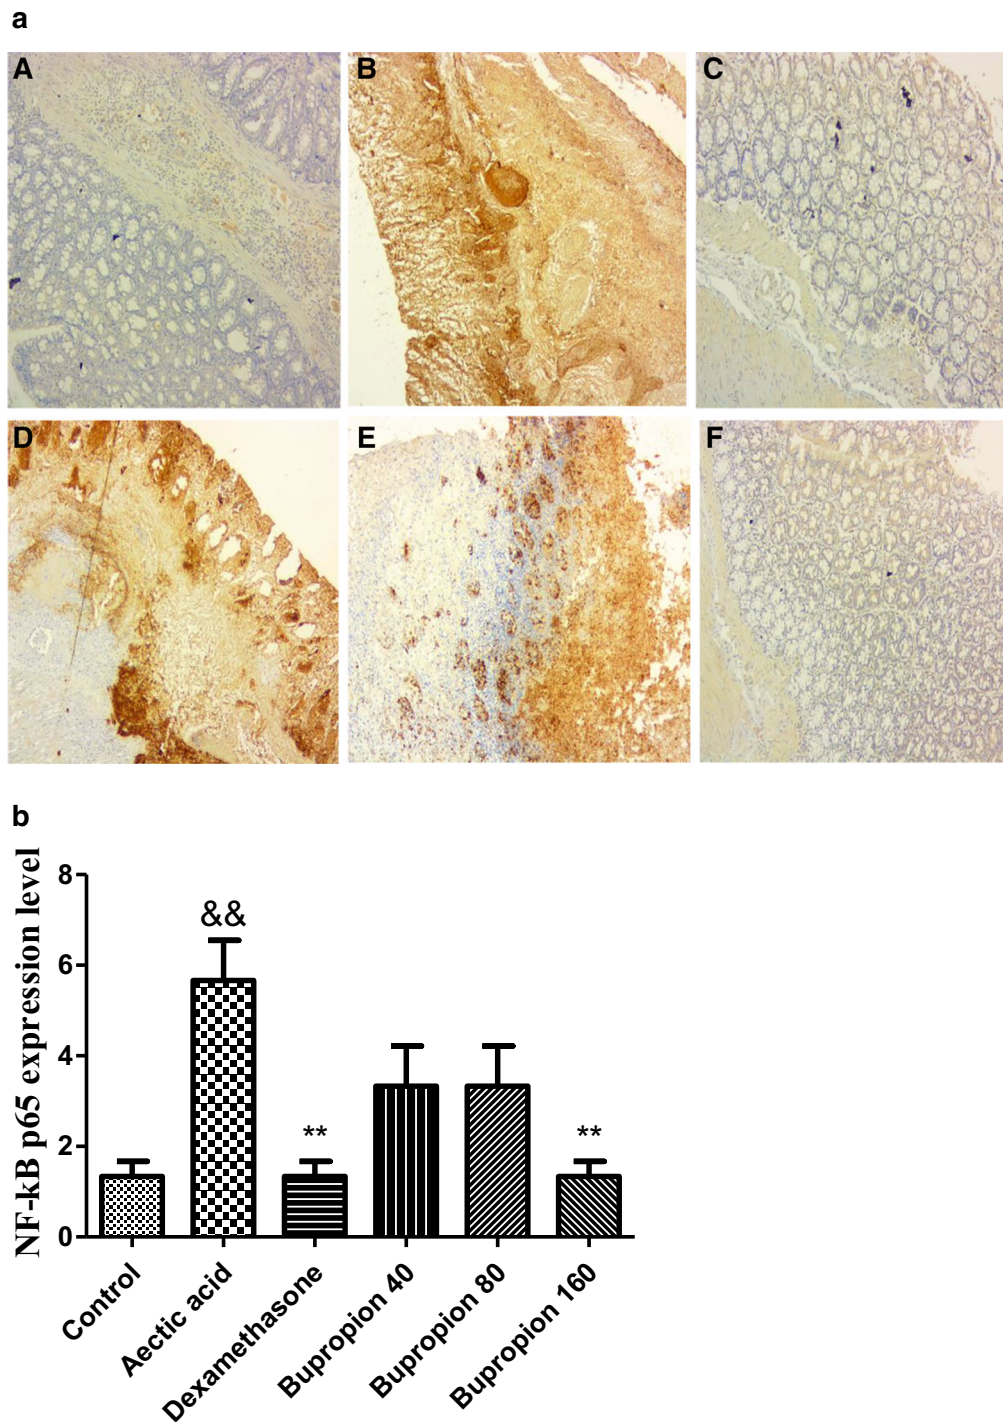 a
A
B
C
D
E
F
b
NF-kB p65 expression level
8
6
4
2
0
&&
**
**
Control
Aectic acid
Dexamethasone
Bupropion 40
Bupropion 80
Bupropion 160